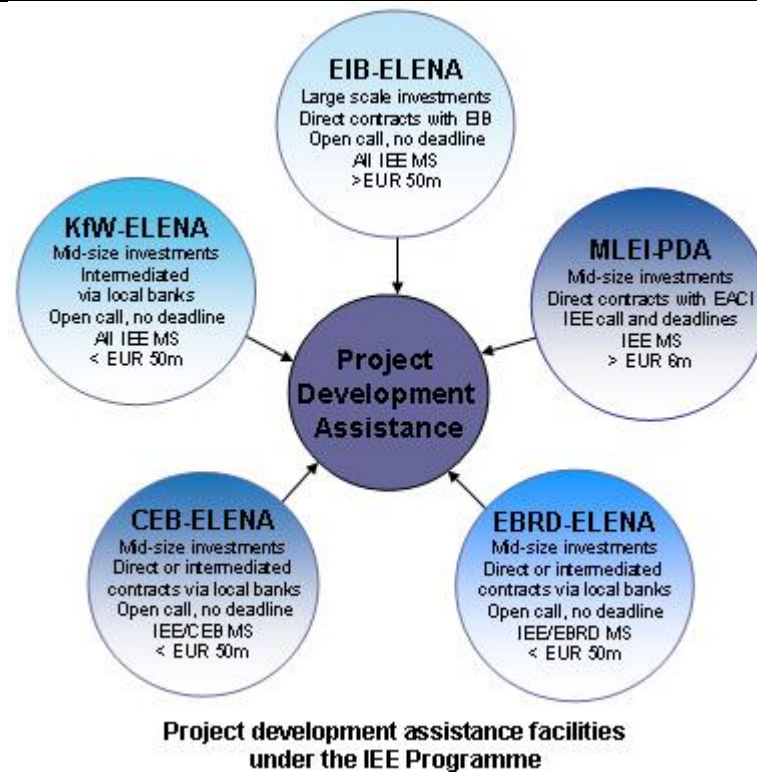 EIB-ELENA
Large scale investments
Direct contracts with EIB
Open call, no deadline
All IEE MS
>EUR 50m
KfW-ELENA
Mid-size investments
Intermediated
via local banks
Open call, no deadline
All IEE MS
< EUR 50m
MLEI-PDA
Mid-size investments
Direct contracts with EACI
IEE call and deadlines
IEE MS
> EUR 6m
Project
Development
Assistance
CEB-ELENA
Mid-size investments
Direct or intermediated
contracts via local banks
Open call, no deadline
IEE/CEB MS
< EUR 50m
EBRD-ELENA
Mid-size investments
Direct or intermediated
contracts via local banks
Open call, no deadline
IEE/EBRD MS
< EUR 50m
Project development assistance facilities
under the IEE Programme